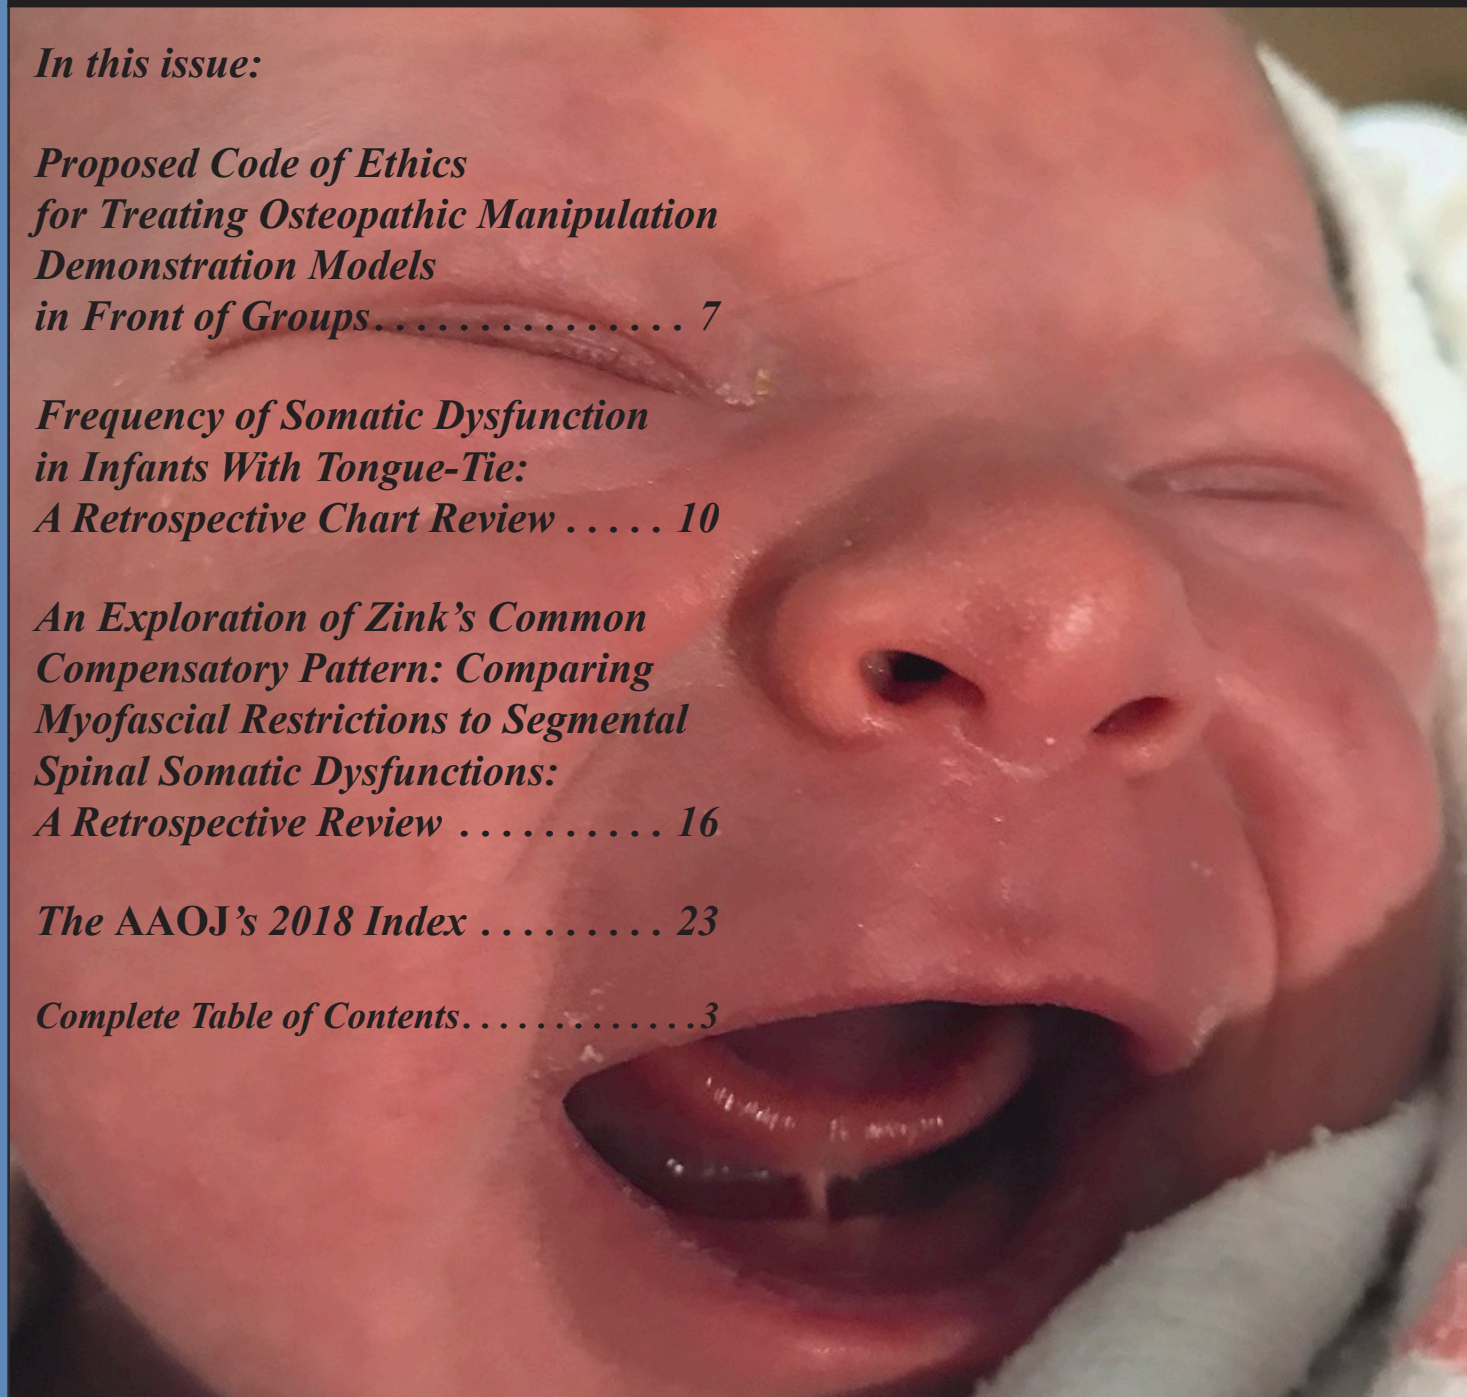 In this issue:
Proposed Code of Ethics
for Treating Osteopathic Manipulation
Demonstration Models
in Front of Groups. . . . . . . . . . . . . . . 7
Frequency of Somatic Dysfunction
in Infants With Tongue-Tie:
A Retrospective Chart Review . . . . . 10
An Exploration of Zink’s Common
Compensatory Pattern: Comparing
Myofascial Restrictions to Segmental
Spinal Somatic Dysfunctions:
A Retrospective Review . . . . . . . . . . 16
The AAOJ’s 2018 Index . . . . . . . . . 23
Complete Table of Contents. . . . . . . . . . . . .3